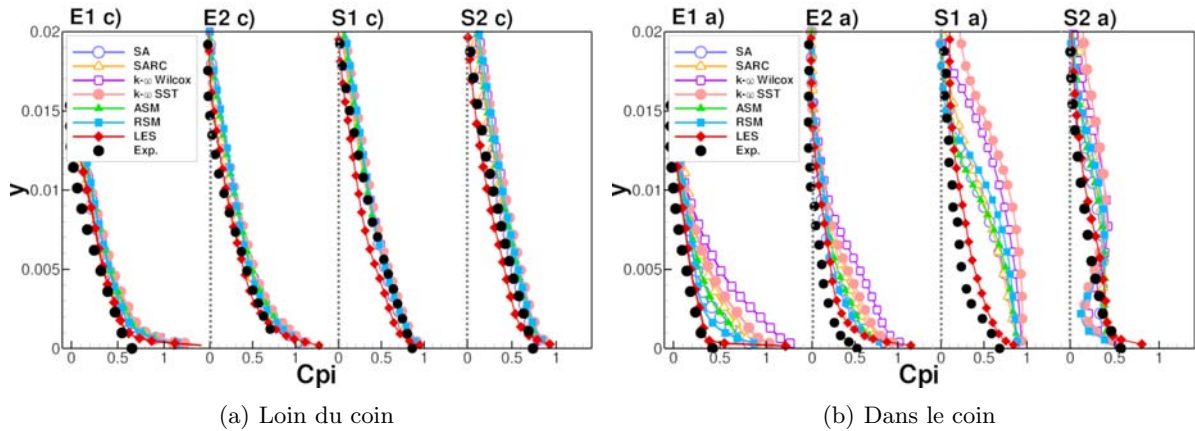 E1 c) E2 c) S1 c) S2 c)
0.02
0.015
0.01
0.005
0
y
SA
SARC
k-ω Wilcox
k-ω SST
ASM
RSM
LES
Exp.
0 0.5 0 0.5 1 0 0.5 1 0 0.5 1
Cpi
(a) Loin du coin
E1 a) E2 a) S1 a) S2 a)
0.02
0.015
0.01
0.005
0
y
SA
SARC
k-ω Wilcox
k-ω SST
ASM
RSM
LES
Exp.
0 0.5 1 0 0.5 1 0 0.5 1 0 0.5 1
Cpi
(b) Dans le coin